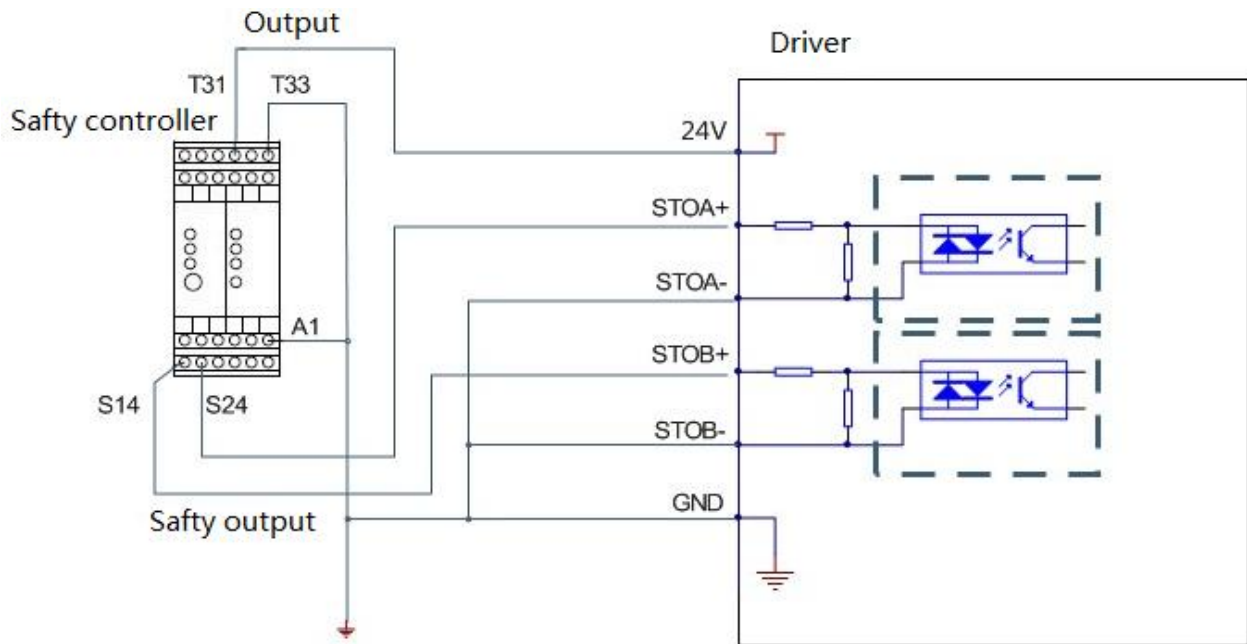 Output
Driver
T31
T33
Safty controller
24V
STOA+
STOA-
A1
STOB+
S14
S24
STOB-
Safty output
GND